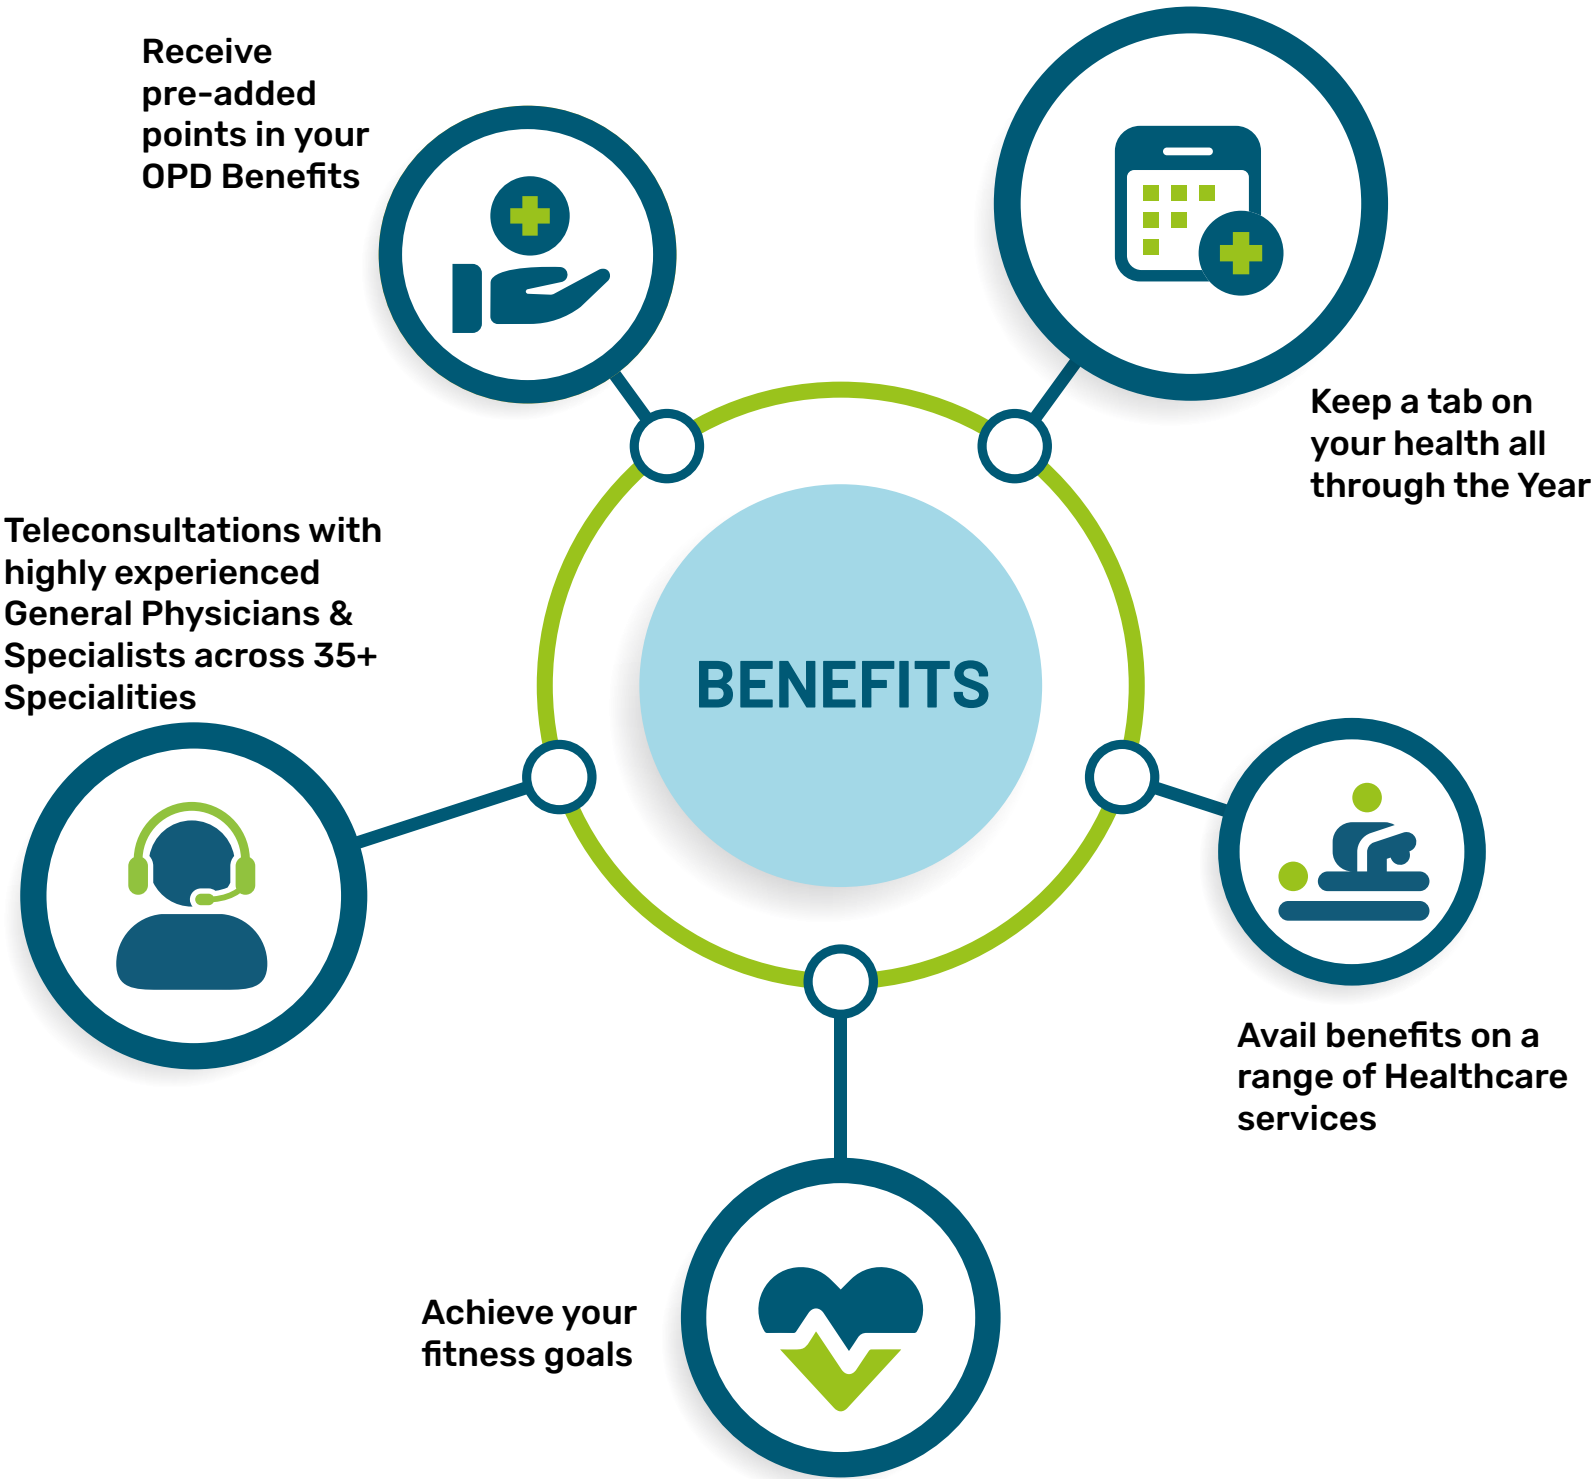 Receive
pre-added
points in your
OPD Benefits
Keep a tab on
your health all
through the Year
Teleconsultations with
highly experienced
General Physicians &
Specialists across 35+
Specialities
BENEFITS
Avail benefits on a
range of Healthcare
services
Achieve your
fitness goals